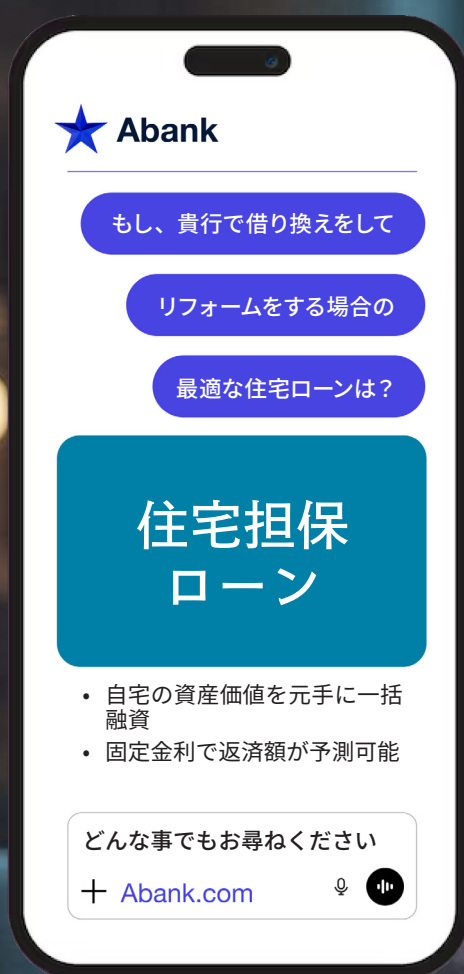 Abank
もし、貴行で借り換えをして
リフォームをする場合の
最適な住宅ローンは？
住宅担保
ローン
• 自宅の資産価値を元手に一括
融資
• 固定金利で返済額が予測可能
どんな事でもお尋ねください
+ Abank.com